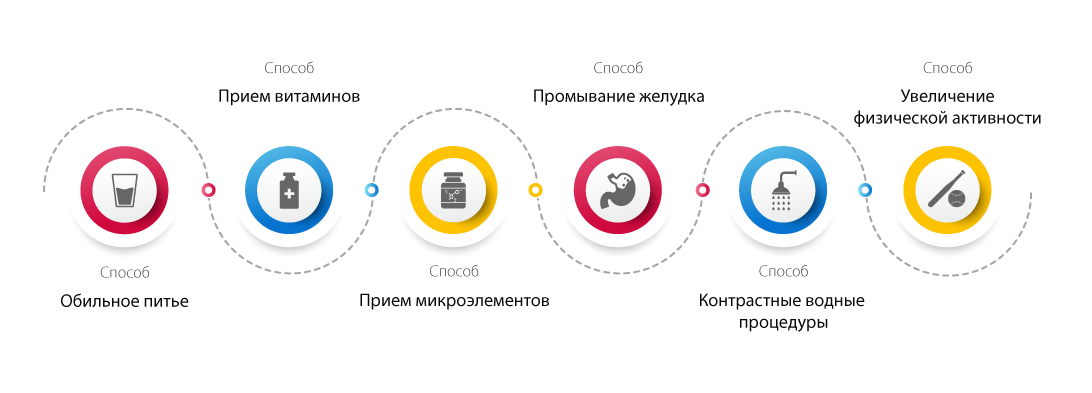 Способ
Обильное питье
Способ
Прием витаминов
Способ
Прием микроэлементов
Способ
Промывание желудка
Способ
Контрастные водные
процедуры
Способ
Увеличение
физической активности